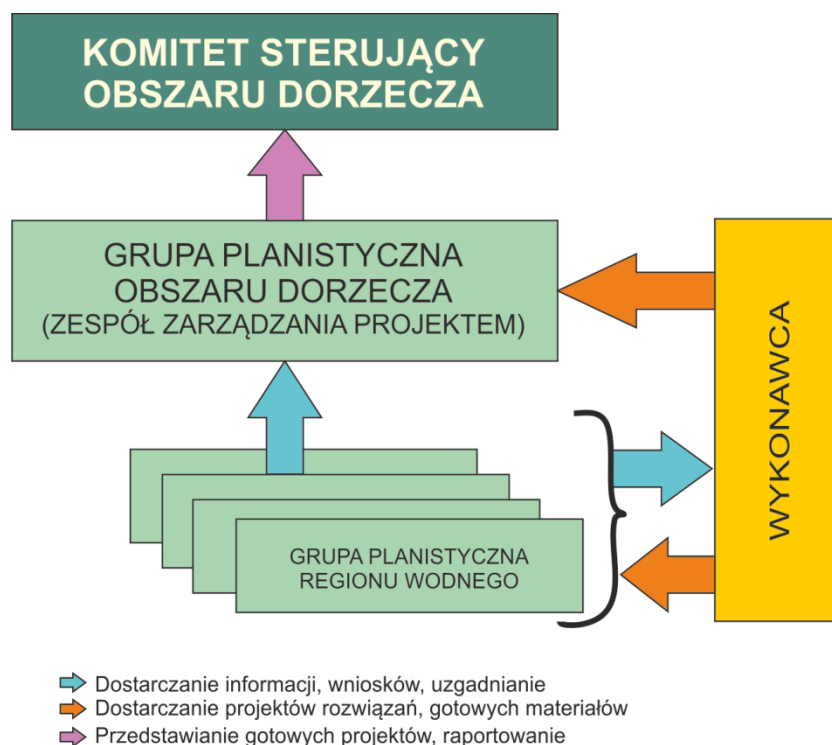 KOMITET STERUJĄCY
OBSZARU DORZECZA
GRUPA PLANISTYCZNA
OBSZARU DORZECZA
(ZESPÓŁ ZARZĄDZANIA PROJEKTEM)
WYKONAWCA
GRUPA PLANISTYCZNA
REGIONU WODNEGO
Dostarczanie informacji, wniosków, uzgadnianie
Dostarczanie projektów rozwiązań, gotowych materiałów
Przedstawianie gotowych projektów, raportowanie